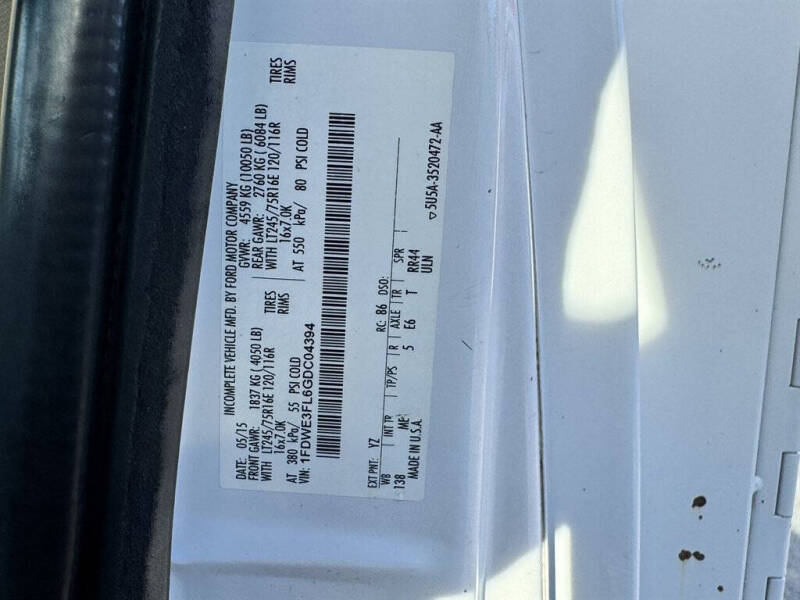 INCOMPLETE VEHICLE MFD. BY FORD MOTOR COMPANY
DATE: 05/15 GVWR: 4559 KG (10050 LB)
FRONT GAWR: 1837 KG ( 4050 LB) REAR GAWR: 2760 KG ( 6084 LB)
WITH LT245/75R16E 120/116R TIRES WITH LT245/75R16E 120/116R TIRES
16x7.0K RIMS 16x7.0K RIMS
AT 380 kPa/ 55 PSI COLD AT 550 kPa/ 80 PSI COLD
VIN: 1FDWE3FL6GDC04394
EXT PNT: YZ RC: 86 DSO:
WB INT TR TP/PS R AXLE TR SPR
138 ME 5 E6 T RR44
MADE IN U.S.A. ULN
▽5U5A-3520472-AA